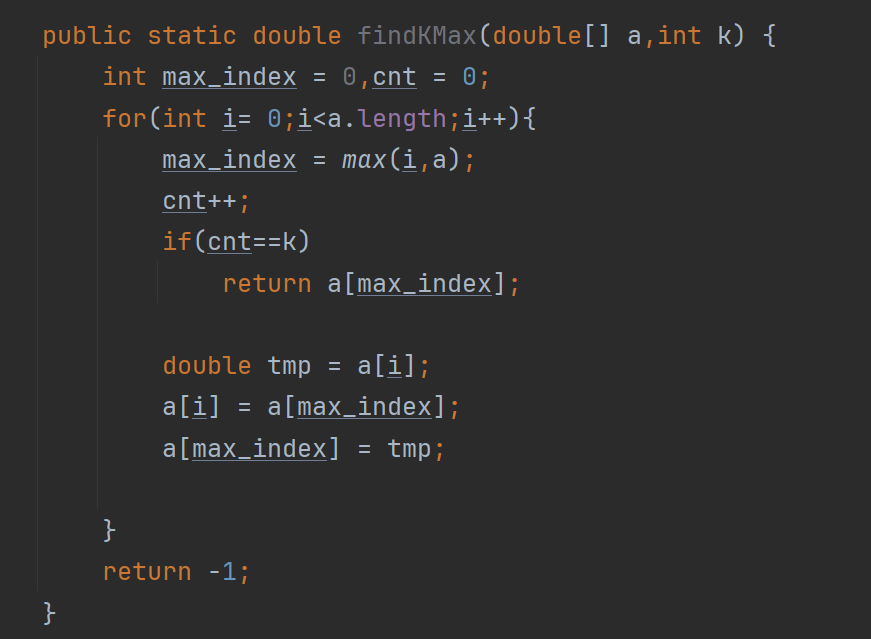 public static double findKMax(double[] a,int k) {
    int max_index = 0,cnt = 0;
    for(int i= 0;i<a.length;i++){
        max_index = max(i,a);
        cnt++;
        if(cnt==k)
            return a[max_index];
        double tmp = a[i];
        a[i] = a[max_index];
        a[max_index] = tmp;
    }
    return -1;
}